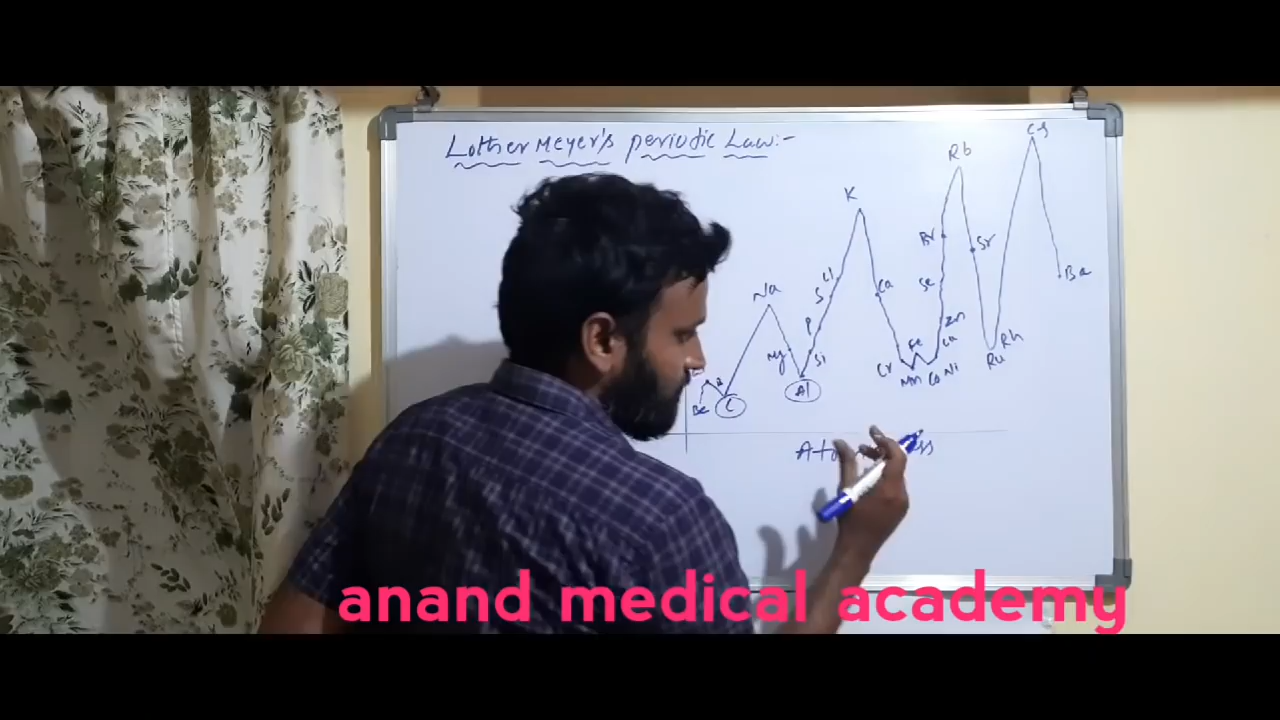 Lother Meyer's periodic Law:-
Cs
Rb
K
Br
Sr
Ba
Cl
Ca
Se
S
Na
Zn
P
Cu
Rh
Fe
Mg
Si
Ru
Cr
Mn
Co
Ni
Al
Be
C
anand medical academy